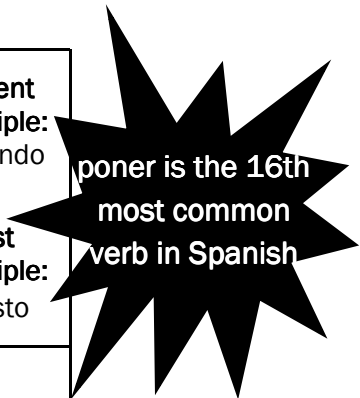 ent
iple:
ndo
st
iple:
sto
poner is the 16th
most common
verb in Spanish